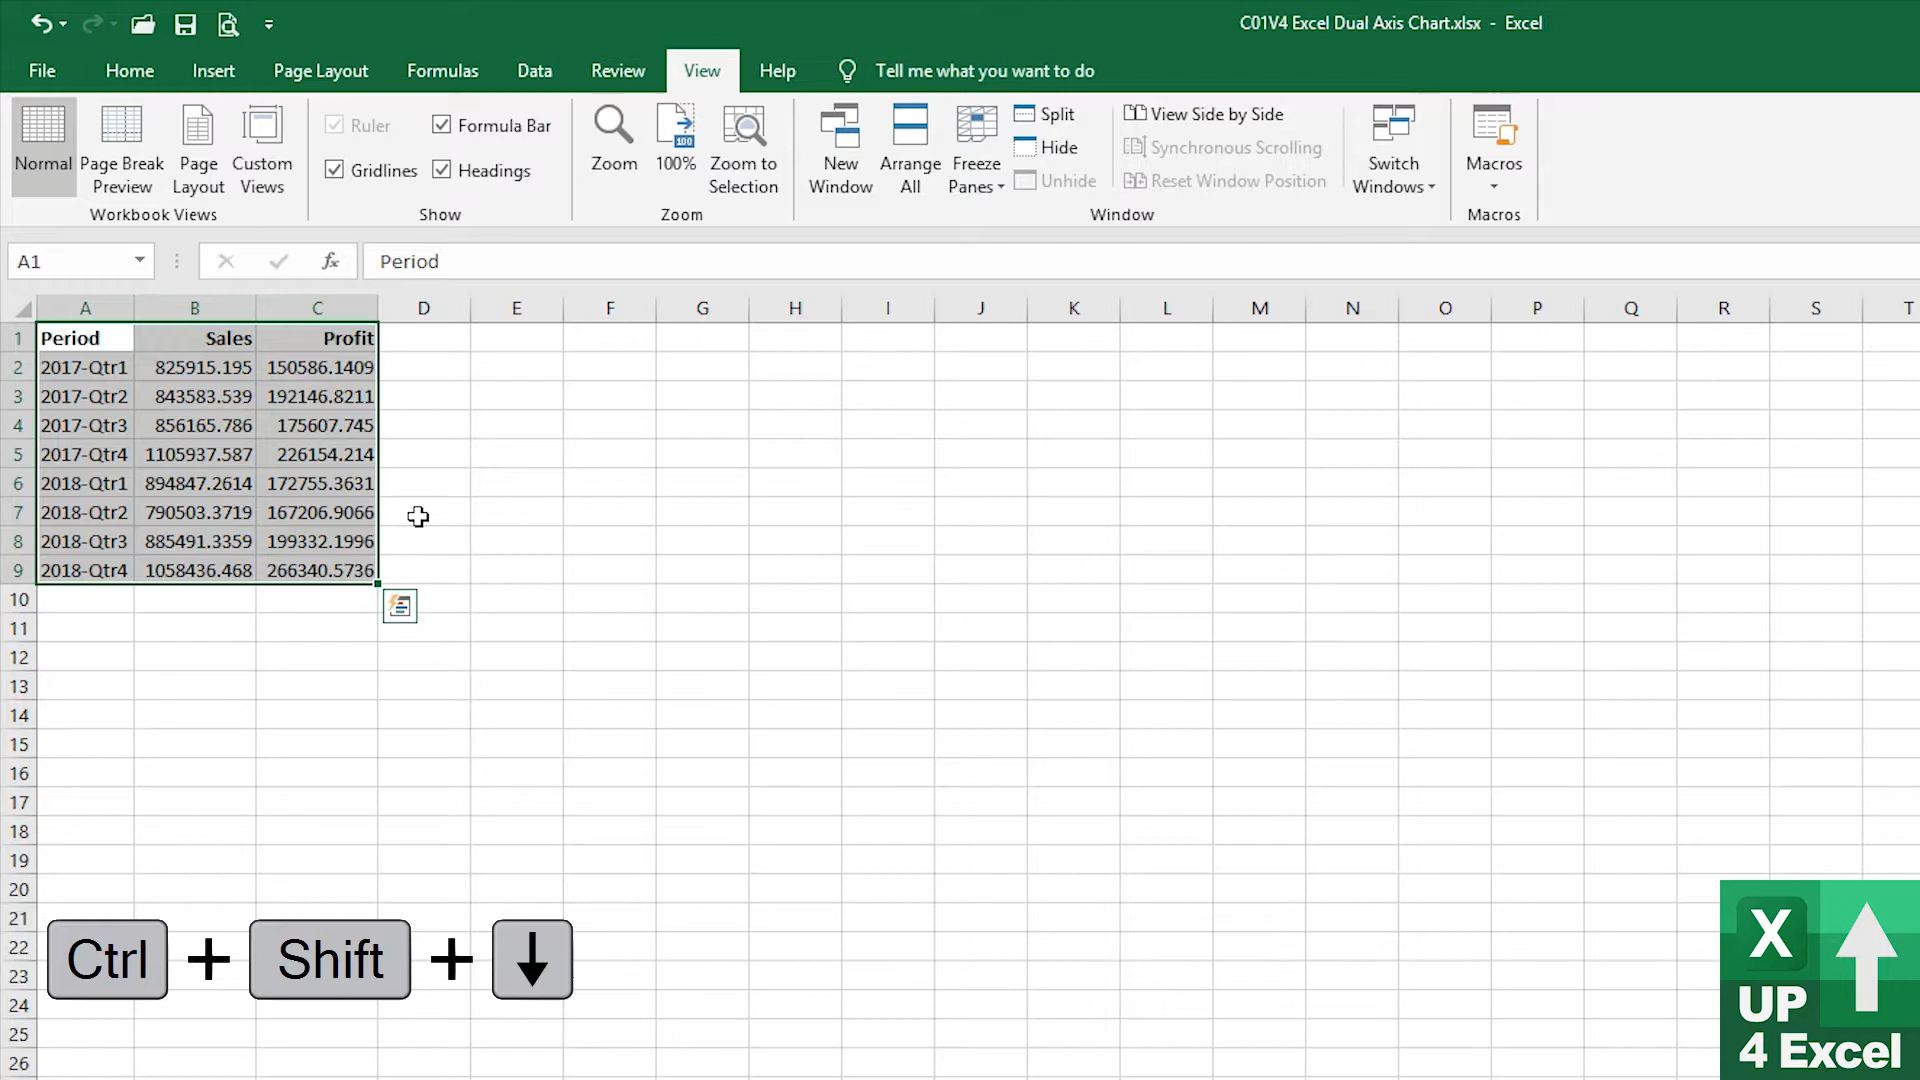 C01V4 Excel Dual Axis Chart.xlsx - Excel
File Home Insert Page Layout Formulas Data Review View Help Tell me what you want to do
Normal
Page Break Preview
Page Layout
Custom Views
Workbook Views
Ruler
Formula Bar
Gridlines
Headings
Show
Zoom
100%
100
Zoom to Selection
Zoom
New Window
Arrange All
Freeze Panes
Split
Hide
Unhide
View Side by Side
Synchronous Scrolling
Reset Window Position
Window
Switch Windows
Macros
Macros
A1 fx Period
A B C D E F G H I J K L M N O P Q R S T
1 Period Sales Profit
2 2017-Qtr1 825915.195 150586.1409
3 2017-Qtr2 843583.539 192146.8211
4 2017-Qtr3 856165.786 175607.745
5 2017-Qtr4 1105937.587 226154.214
6 2018-Qtr1 894847.2614 172755.3631
7 2018-Qtr2 790503.3719 167206.9066
8 2018-Qtr3 885491.3359 199332.1996
9 2018-Qtr4 1058436.468 266340.5736
10
11
12
13
14
15
16
17
18
19
20
21
22
23
24
25
26
Ctrl + Shift + ↓
X
UP
4 Excel